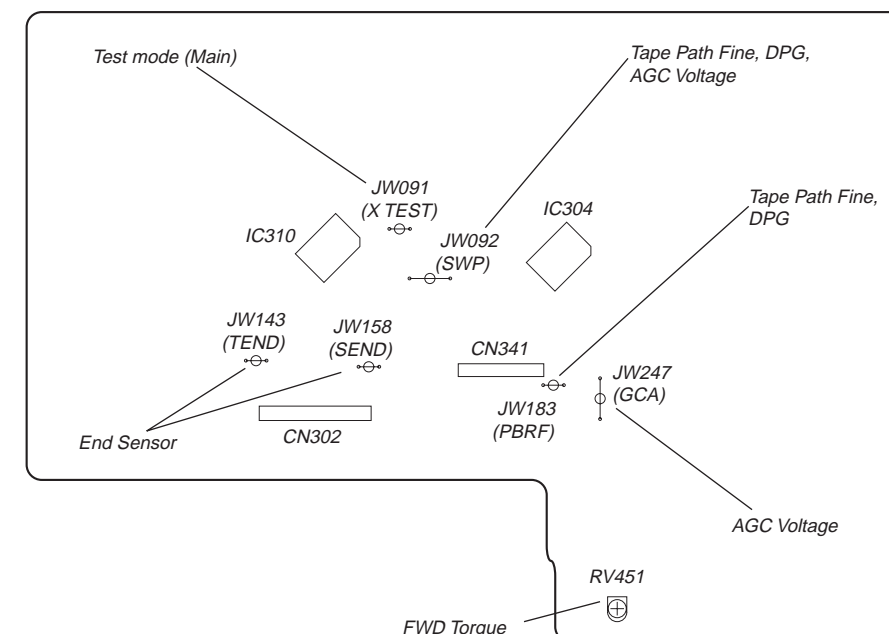 Test mode (Main)
Tape Path Fine, DPG,
AGC Voltage
JW091
(X TEST)
IC310
JW092
(SWP)
IC304
Tape Path Fine,
DPG
JW143
(TEND)
JW158
(SEND)
CN341
JW247
(GCA)
JW183
(PBRF)
End Sensor
CN302
AGC Voltage
RV451
FWD Torque